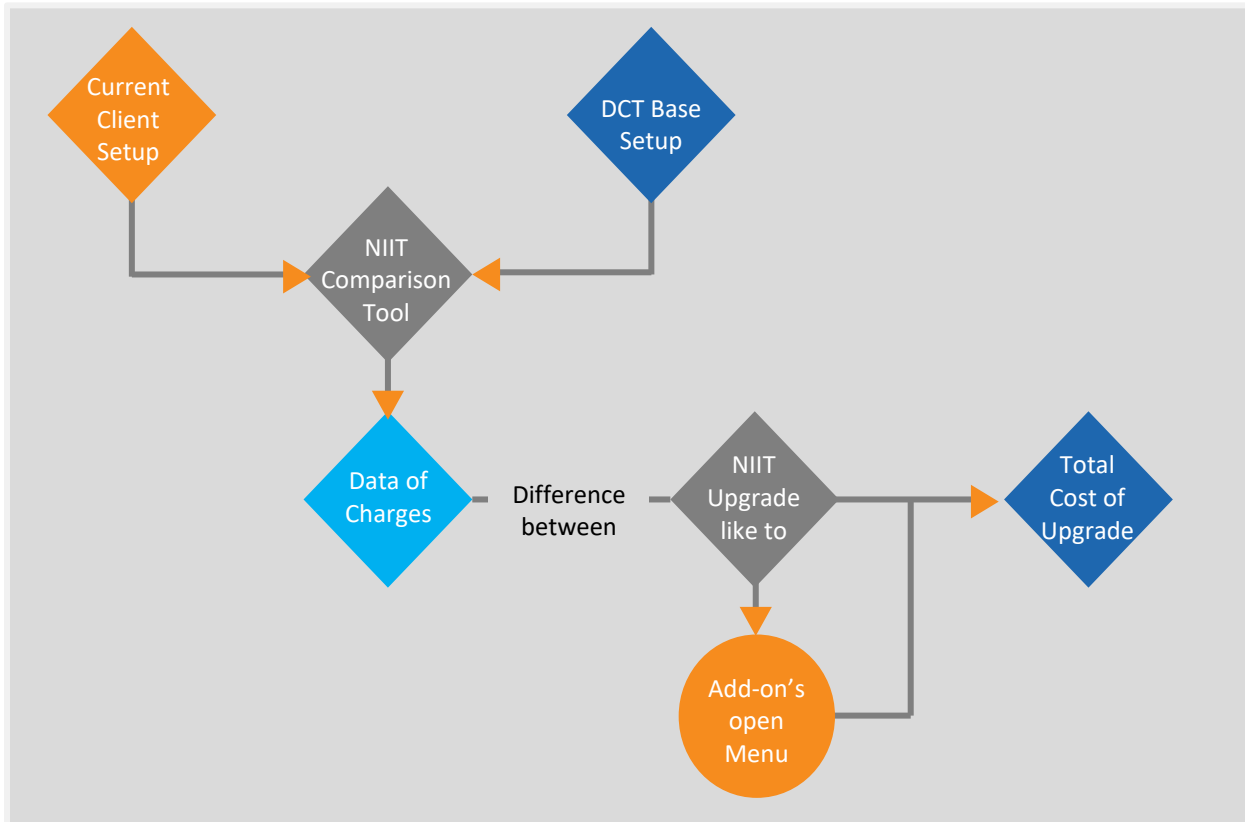 Current
Client
Setup
DCT Base
Setup
NIIT
Comparison
Tool
Data of
Charges
Difference
between
NIIT
Upgrade
like to
Total
Cost of
Upgrade
Add-on’s
open
Menu